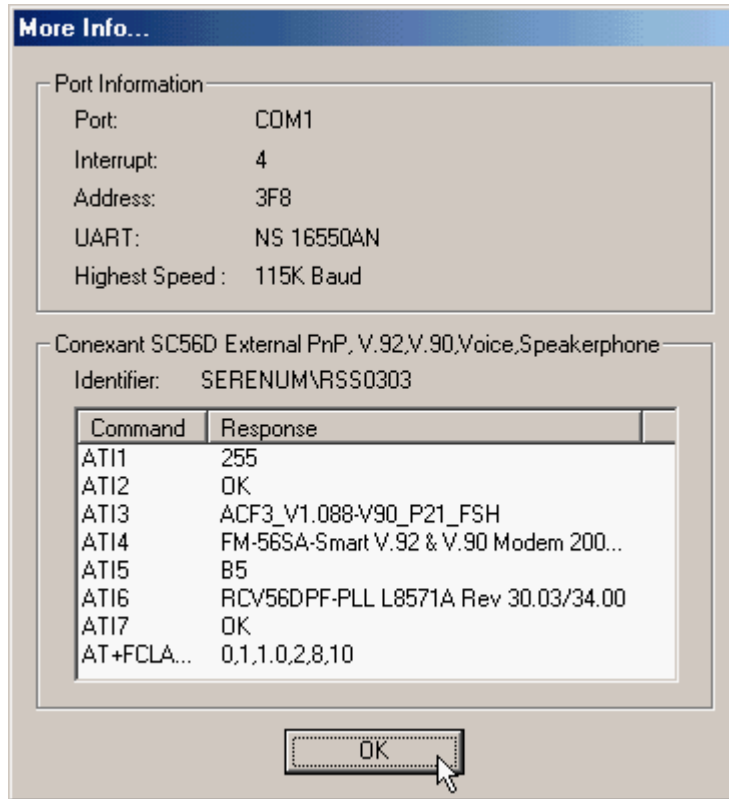 More Info...
Port Information
Port: COM1
Interrupt: 4
Address: 3F8
UART: NS 16550AN
Highest Speed : 115K Baud
Conexant SC56D External PnP, V.92,V.90,Voice,Speakerphone
Identifier: SERENUM\RSS0303
Command Response
ATI1 255
ATI2 OK
ATI3 ACF3_V1.088-V90_P21_FSH
ATI4 FM-56SA-Smart V.92 & V.90 Modem 200...
ATI5 B5
ATI6 RCV56DPF-PLL L8571A Rev 30.03/34.00
ATI7 OK
AT+FCLA... 0,1,1.0,2,8,10
OK